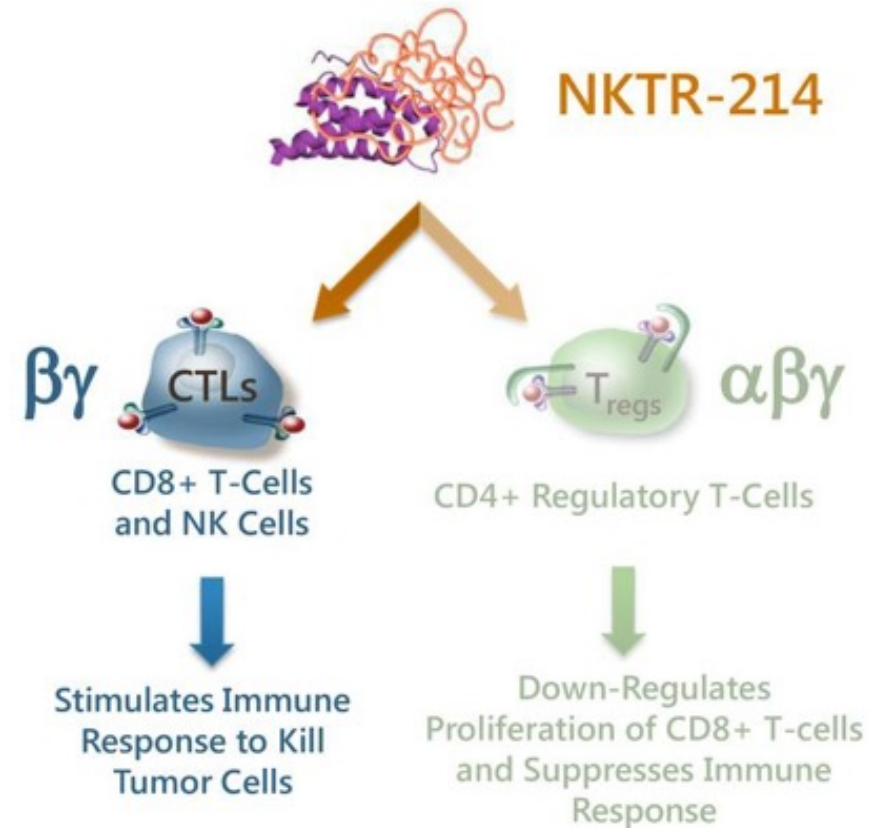 NKTR-214
βγ
CTLs
Tregs
αβγ
CD8+ T-Cells
and NK Cells
CD4+ Regulatory T-Cells
Stimulates Immune
Response to Kill
Tumor Cells
Down-Regulates
Proliferation of CD8+ T-cells
and Suppresses Immune
Response